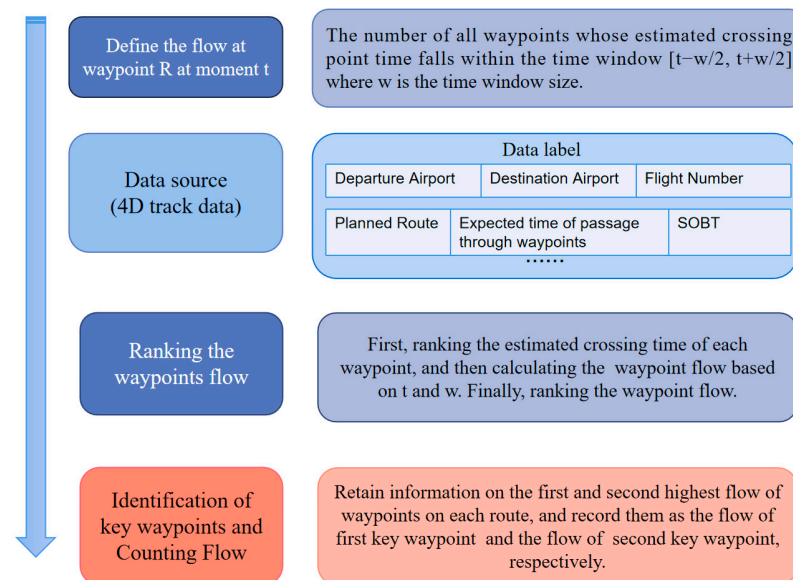 Define the flow at
waypoint R at moment t
The number of all waypoints whose estimated crossing
point time falls within the time window [t−w/2, t+w/2]
where w is the time window size.
Data source
(4D track data)
Data label
Departure Airport
Destination Airport
Flight Number
Planned Route
Expected time of passage
through waypoints
SOBT
......
Ranking the
waypoints flow
First, ranking the estimated crossing time of each
waypoint, and then calculating the waypoint flow based
on t and w. Finally, ranking the waypoint flow.
Identification of
key waypoints and
Counting Flow
Retain information on the first and second highest flow of
waypoints on each route, and record them as the flow of
first key waypoint and the flow of second key waypoint,
respectively.